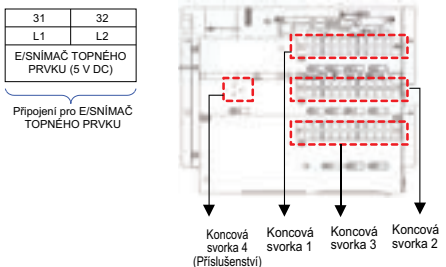 31 32
L1 L2
E/SNÍMAČ TOPNÉHO
PRVKU (5 V DC)
Připojení pro E/SNÍMAČ
TOPNÉHO PRVKU
Koncová
svorka 4
(Příslušenství)
Koncová
svorka 1
Koncová
svorka 3
Koncová
svorka 2